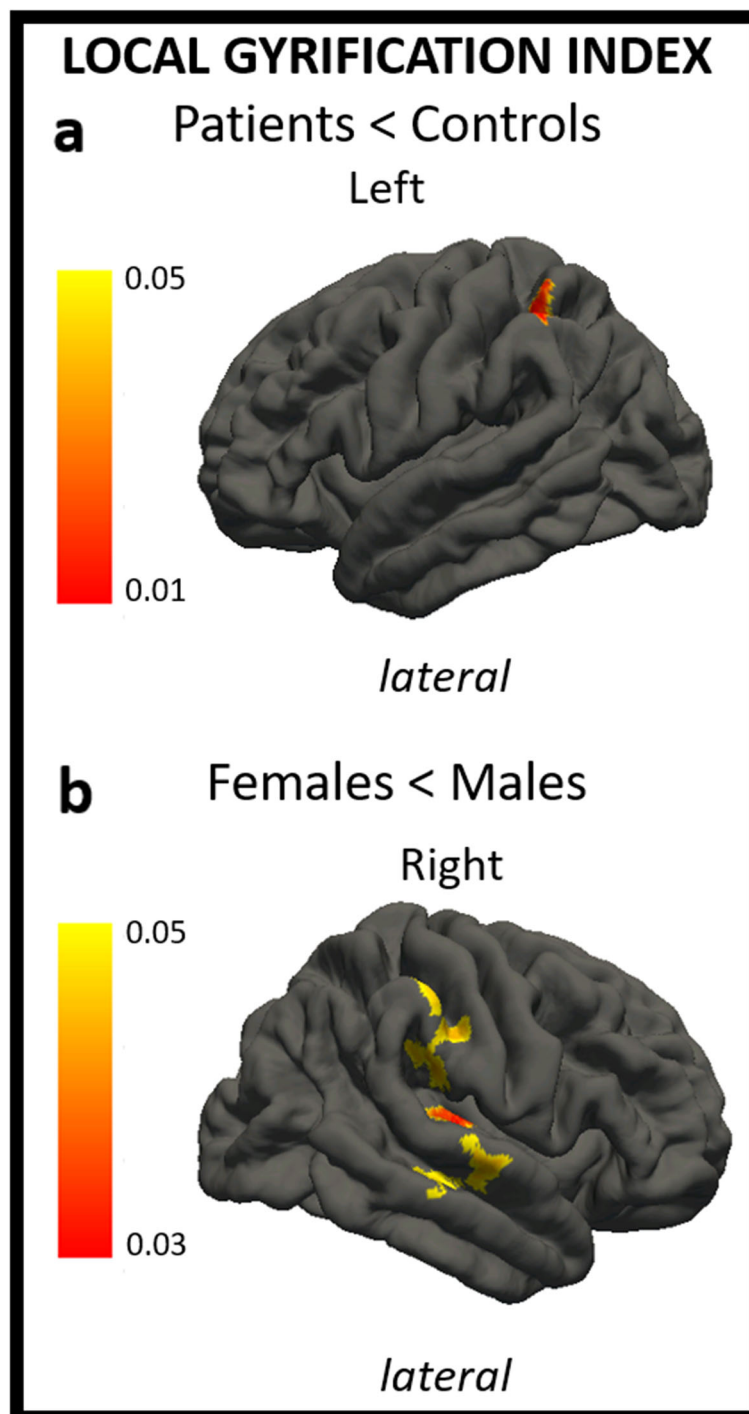 LOCAL GYRIFICATION INDEX
a Patients < Controls
Left
0.05
0.01
lateral
b Females < Males
Right
0.05
0.03
lateral